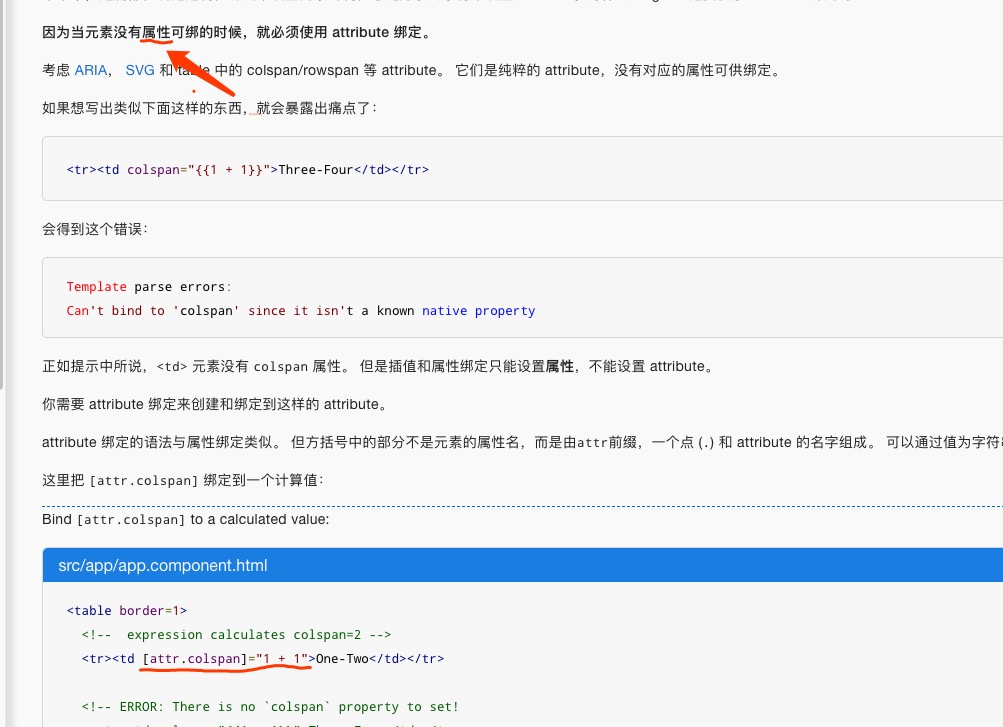 因为当元素没有属性可绑的时候，就必须使用 attribute 绑定。
考虑 ARIA， SVG 和 table 中的 colspan/rowspan 等 attribute。 它们是纯粹的 attribute，没有对应的属性可供绑定。
如果想写出类似下面这样的东西，就会暴露出痛点了：
<tr><td colspan="{{1 + 1}}">Three-Four</td></tr>
会得到这个错误：
Template parse errors:
Can't bind to 'colspan' since it isn't a known native property
正如提示中所说，<td> 元素没有 colspan 属性。 但是插值和属性绑定只能设置属性，不能设置 attribute。
你需要 attribute 绑定来创建和绑定到这样的 attribute。
attribute 绑定的语法与属性绑定类似。 但方括号中的部分不是元素的属性名，而是由attr前缀，一个点 (.) 和 attribute 的名字组成。 可以通过值为字符
这里把 [attr.colspan] 绑定到一个计算值：
Bind [attr.colspan] to a calculated value:
src/app/app.component.html
<table border=1>
<!--  expression calculates colspan=2 -->
<tr><td [attr.colspan]="1 + 1">One-Two</td></tr>
<!-- ERROR: There is no `colspan` property to set!